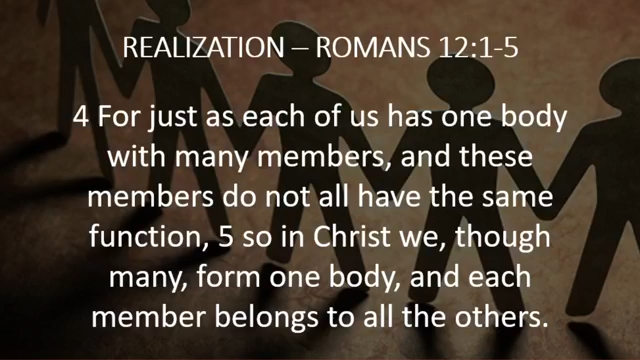 REALIZATION – ROMANS 12:1-5
4 For just as each of us has one body
with many members, and these
members do not all have the same
function, 5 so in Christ we, though
many, form one body, and each
member belongs to all the others.